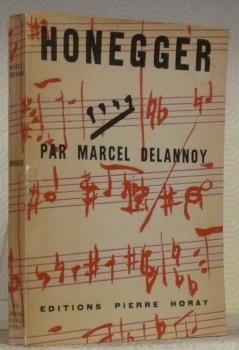 HONEGGER
PAR MARCEL DELANNOY
EDITIONS PIERRE HORAY